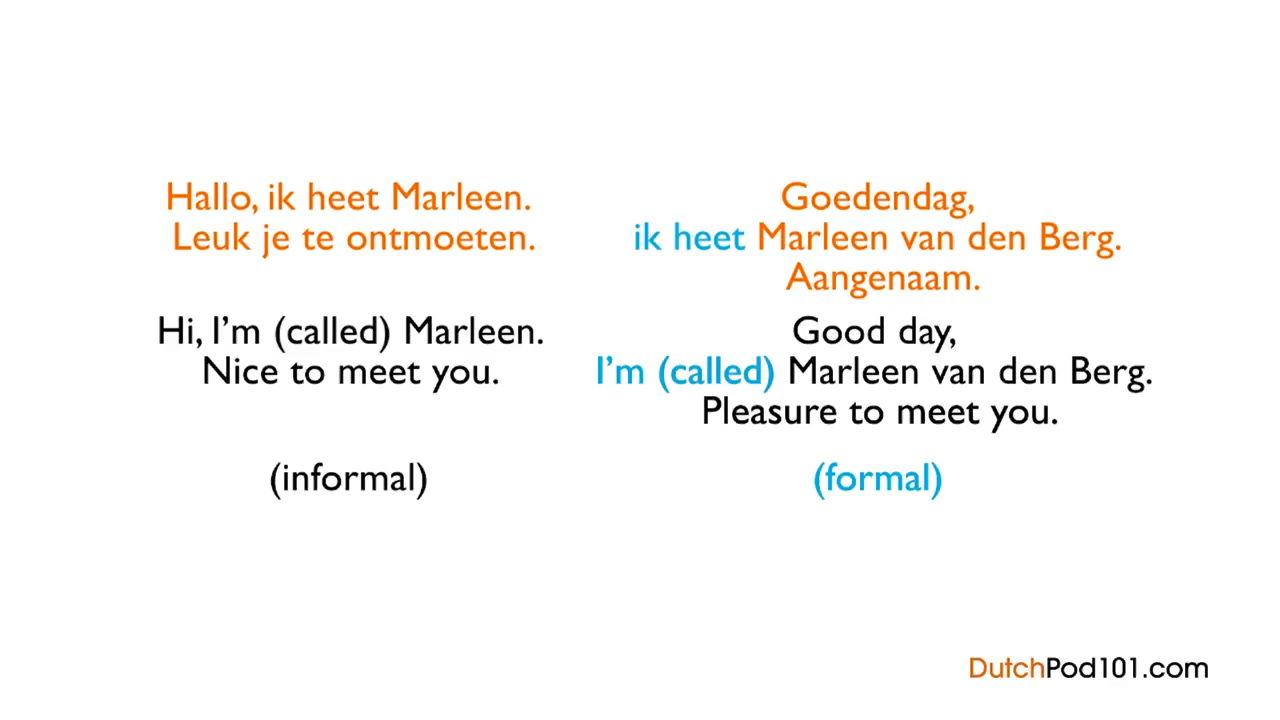 Hallo, ik heet Marleen.
Leuk je te ontmoeten.
Hi, I'm (called) Marleen.
Nice to meet you.
(informal)
Goedendag,
ik heet Marleen van den Berg.
Aangenaam.
Good day,
I'm (called) Marleen van den Berg.
Pleasure to meet you.
(formal)
DutchPod101.com